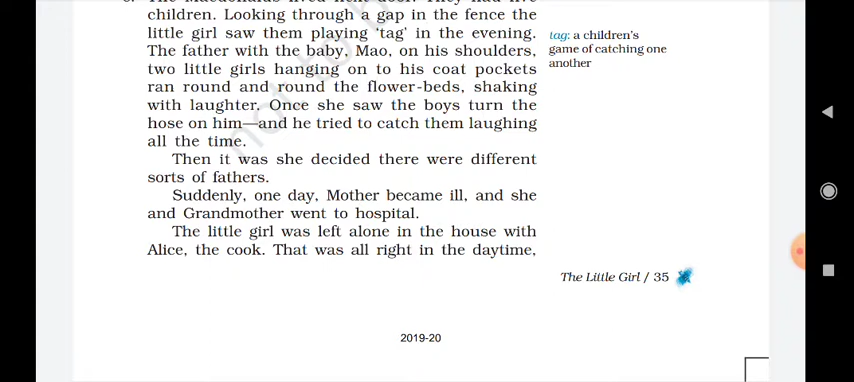 children. Looking through a gap in the fence the
little girl saw them playing 'tag' in the evening.
The father with the baby, Mao, on his shoulders,
two little girls hanging on to his coat pockets
ran round and round the flower-beds, shaking
with laughter. Once she saw the boys turn the
hose on him—and he tried to catch them laughing
all the time.
Then it was she decided there were different
sorts of fathers.
Suddenly, one day, Mother became ill, and she
and Grandmother went to hospital.
The little girl was left alone in the house with
Alice, the cook. That was all right in the daytime,
tag: a children's
game of catching one
another
The Little Girl / 35
2019-20
not to b